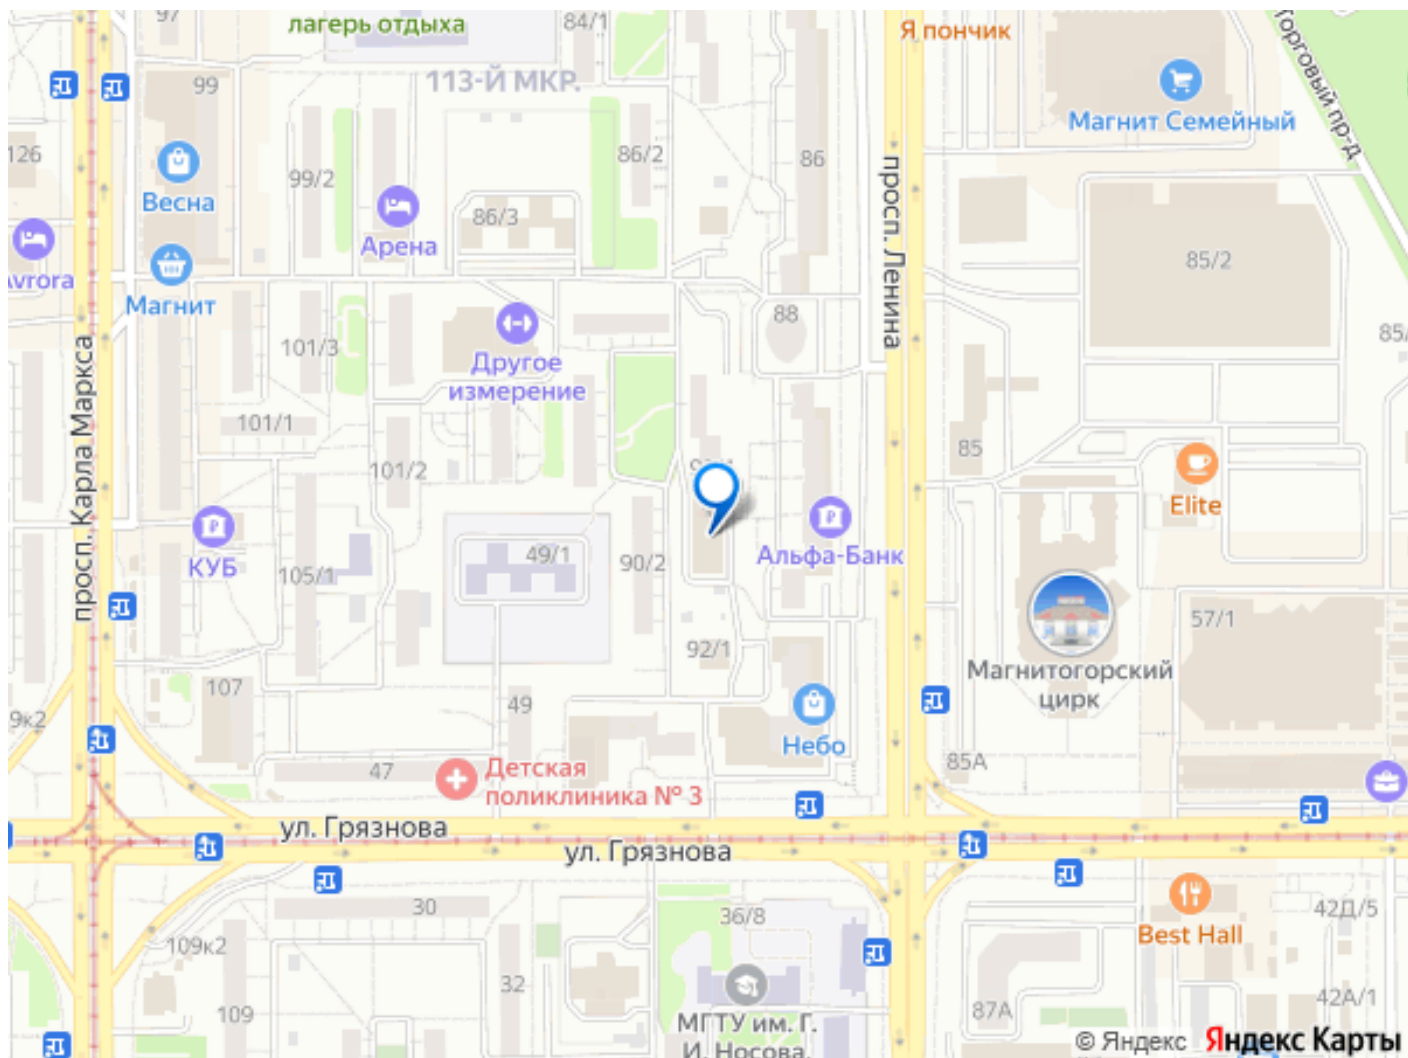 97
лагерь отдыха
84/1
Я пончик
Торговый пр-д
99
113-Й МКР.
Магнит Семейный
126
Весна
99/2
86/2
86
просп. Ленина
Арена
86/3
Avrora
85/2
Магнит
88
101/3
Другое
измерение
85/
просп. Карла Маркса
101/1
101/2
85
Elite
КУБ
49/1
90/2
Альфа-Банк
105/1
57/1
92/1
Магнитогорский
цирк
107
49
9к2
Небо
47
Детская
поликлиника № 3
85А
ул. Грязнова
ул. Грязнова
30
36/8
42Д/5
109к2
Best Hall
32
42А/1
109
87А
МГТУ им. Г.
И. Носова,
© Яндекс Яндекс Карты